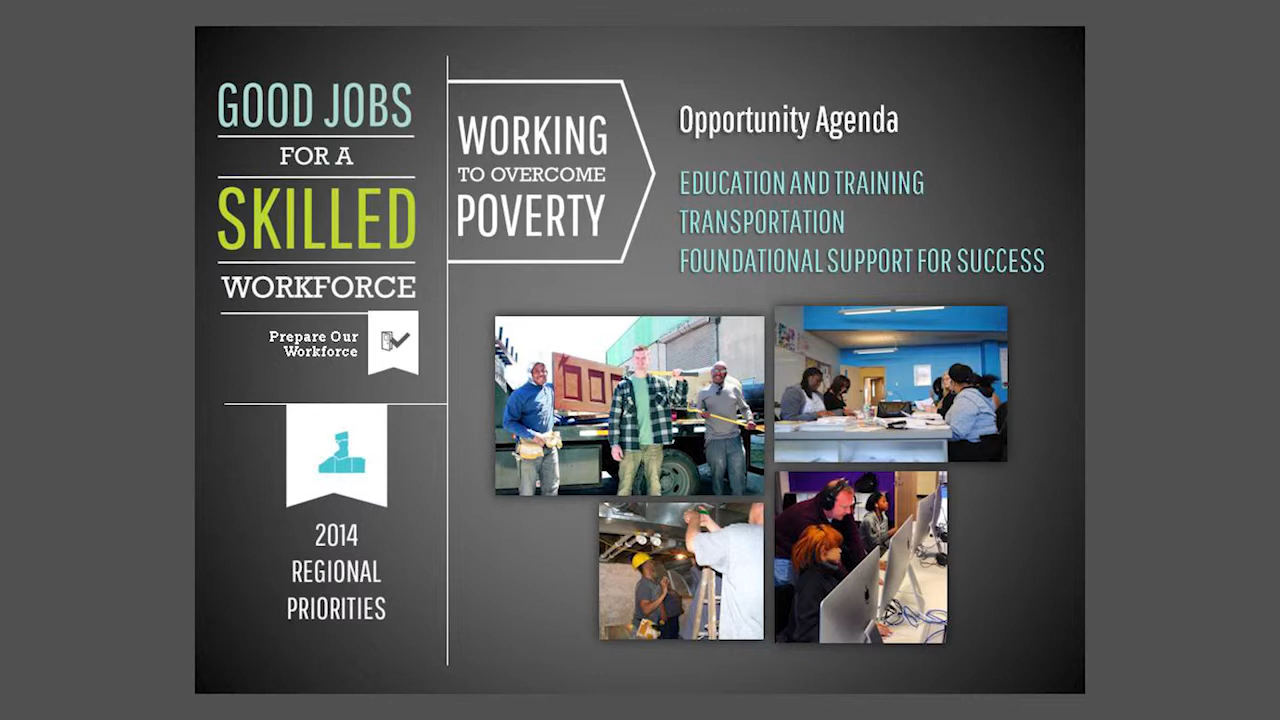 GOOD JOBS
FOR A
SKILLED
WORKFORCE
Prepare Our
Workforce
2014
REGIONAL
PRIORITIES
WORKING
TO OVERCOME
POVERTY
Opportunity Agenda
EDUCATION AND TRAINING
TRANSPORTATION
FOUNDATIONAL SUPPORT FOR SUCCESS